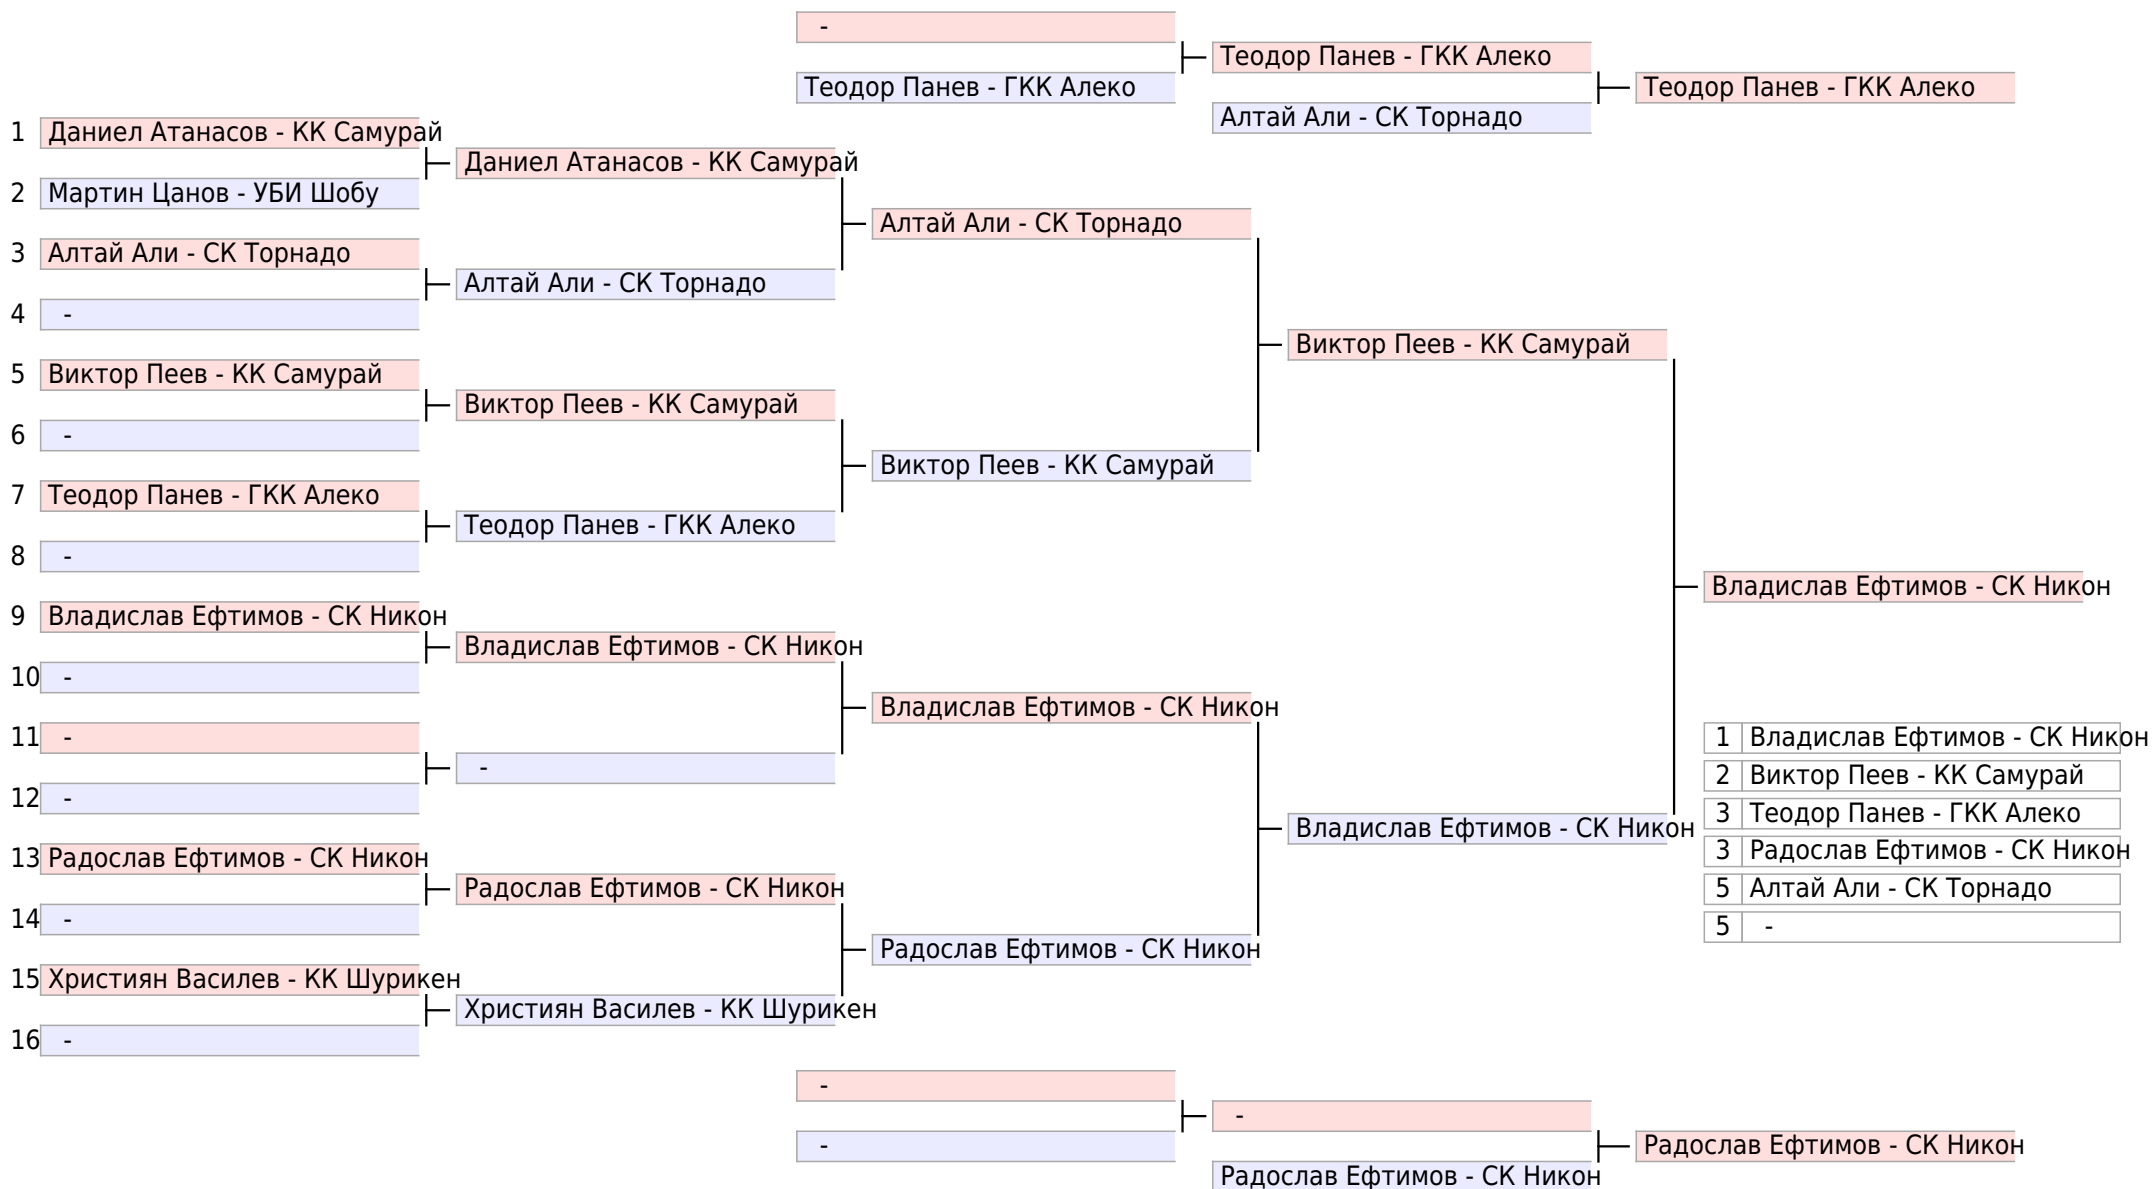 -
Теодор Панев - ГКК Алеко
Теодор Панев - ГКК Алеко
Теодор Панев - ГКК Алеко
Алтай Али - СК Торнадо
1 Даниел Атанасов - КК Самурай
Даниел Атанасов - КК Самурай
2 Мартин Цанов - УБИ Шобу
Алтай Али - СК Торнадо
3 Алтай Али - СК Торнадо
Алтай Али - СК Торнадо
4 -
Виктор Пеев - КК Самурай
5 Виктор Пеев - КК Самурай
Виктор Пеев - КК Самурай
6 -
Виктор Пеев - КК Самурай
7 Теодор Панев - ГКК Алеко
Теодор Панев - ГКК Алеко
8 -
Владислав Ефтимов - СК Никон
9 Владислав Ефтимов - СК Никон
Владислав Ефтимов - СК Никон
10 -
Владислав Ефтимов - СК Никон
11 -
-
12 -
1 Владислав Ефтимов - СК Никон
2 Виктор Пеев - КК Самурай
3 Теодор Панев - ГКК Алеко
Владислав Ефтимов - СК Никон
3 Радослав Ефтимов - СК Никон
13 Радослав Ефтимов - СК Никон
Радослав Ефтимов - СК Никон
5 Алтай Али - СК Торнадо
14 -
5 -
Радослав Ефтимов - СК Никон
15 Християн Василев - КК Шурикен
Християн Василев - КК Шурикен
16 -
-
-
-
Радослав Ефтимов - СК Никон
Радослав Ефтимов - СК Никон